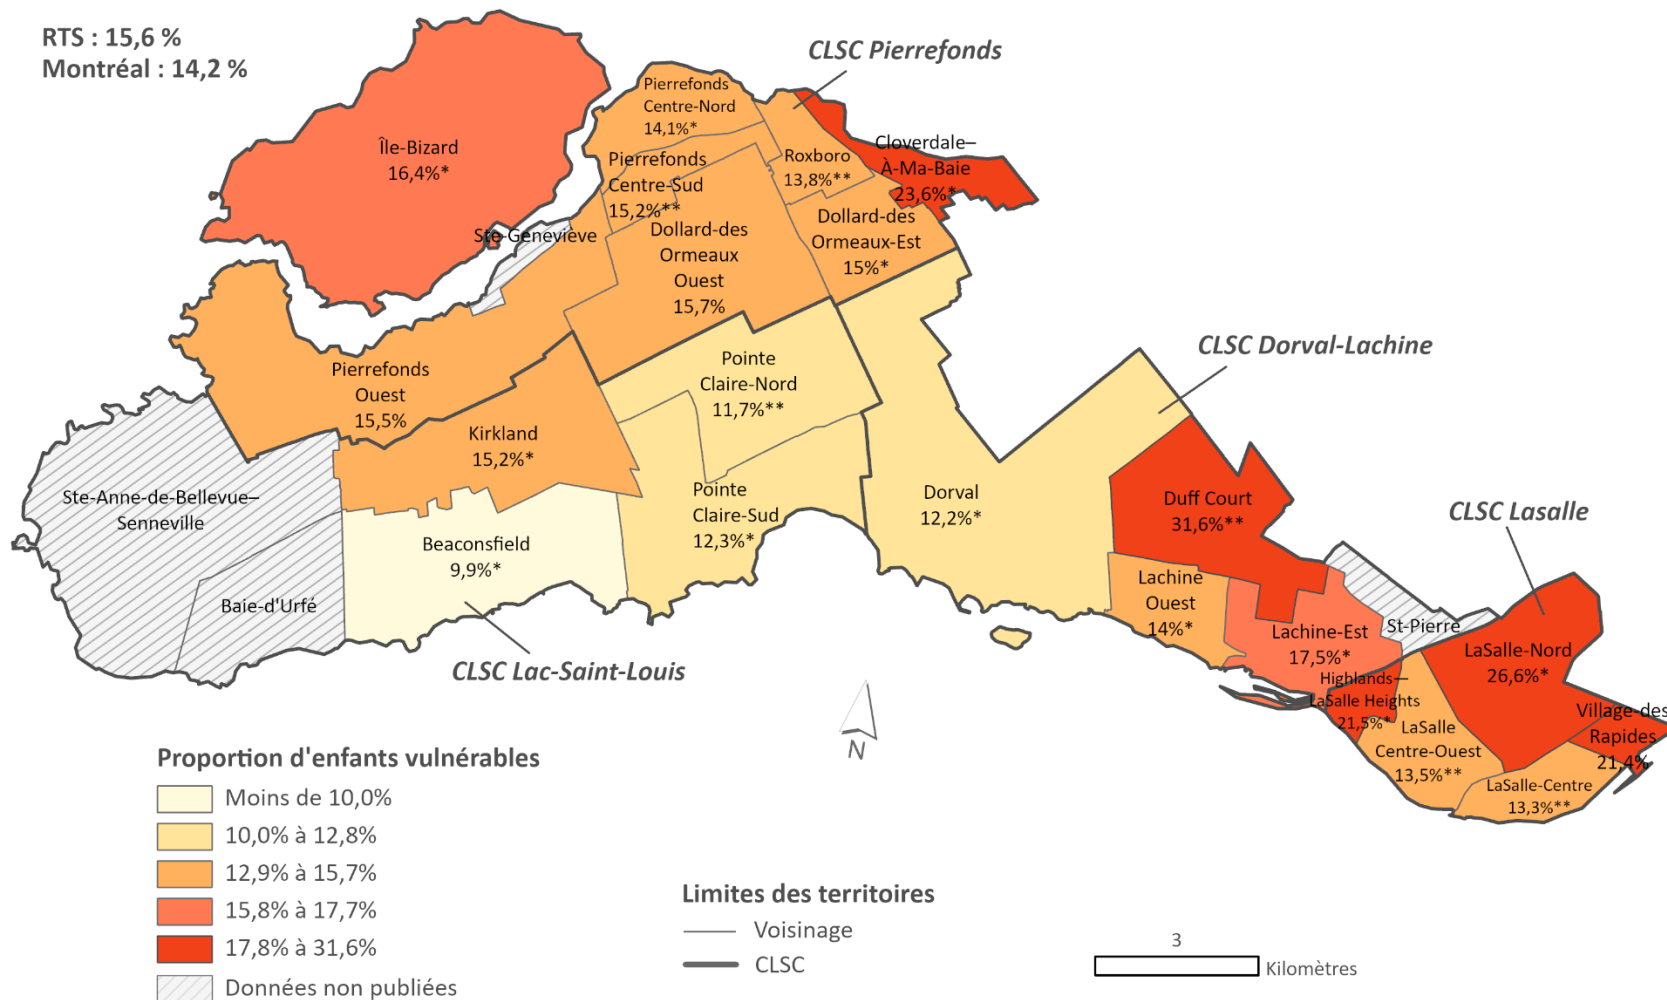 RTS : 15,6 %
Montréal : 14,2 %
CLSC Pierrefonds
Pierrefonds
Centre-Nord
14,1%*
Île-Bizard
16,4%*
Cloverdale–
À-Ma-Baie
23,6%*
Roxboro
13,8%**
Pierrefonds
Centre-Sud
15,2%**
Ste-Geneviève
Dollard-des
Ormeaux
Ouest
15,7%
Dollard-des
Ormeaux-Est
15%*
Pierrefonds
Ouest
15,5%
Pointe
Claire-Nord
11,7%**
CLSC Dorval-Lachine
Kirkland
15,2%*
Ste-Anne-de-Bellevue–
Senneville
Pointe
Claire-Sud
12,3%*
Dorval
12,2%*
Duff Court
31,6%**
CLSC Lasalle
Beaconsfield
9,9%*
Baie-d'Urfé
Lachine
Ouest
14%*
St-Pierre
Lachine-Est
17,5%*
LaSalle-Nord
26,6%*
CLSC Lac-Saint-Louis
Highlands–
LaSalle Heights
21,5%*
Village-des
Rapides
21,4%
LaSalle
Centre-Ouest
13,5%**
LaSalle-Centre
13,3%**
N
Proportion d'enfants vulnérables
Moins de 10,0%
10,0% à 12,8%
12,9% à 15,7%
15,8% à 17,7%
17,8% à 31,6%
Données non publiées
Limites des territoires
Voisinage
CLSC
3
Kilomètres